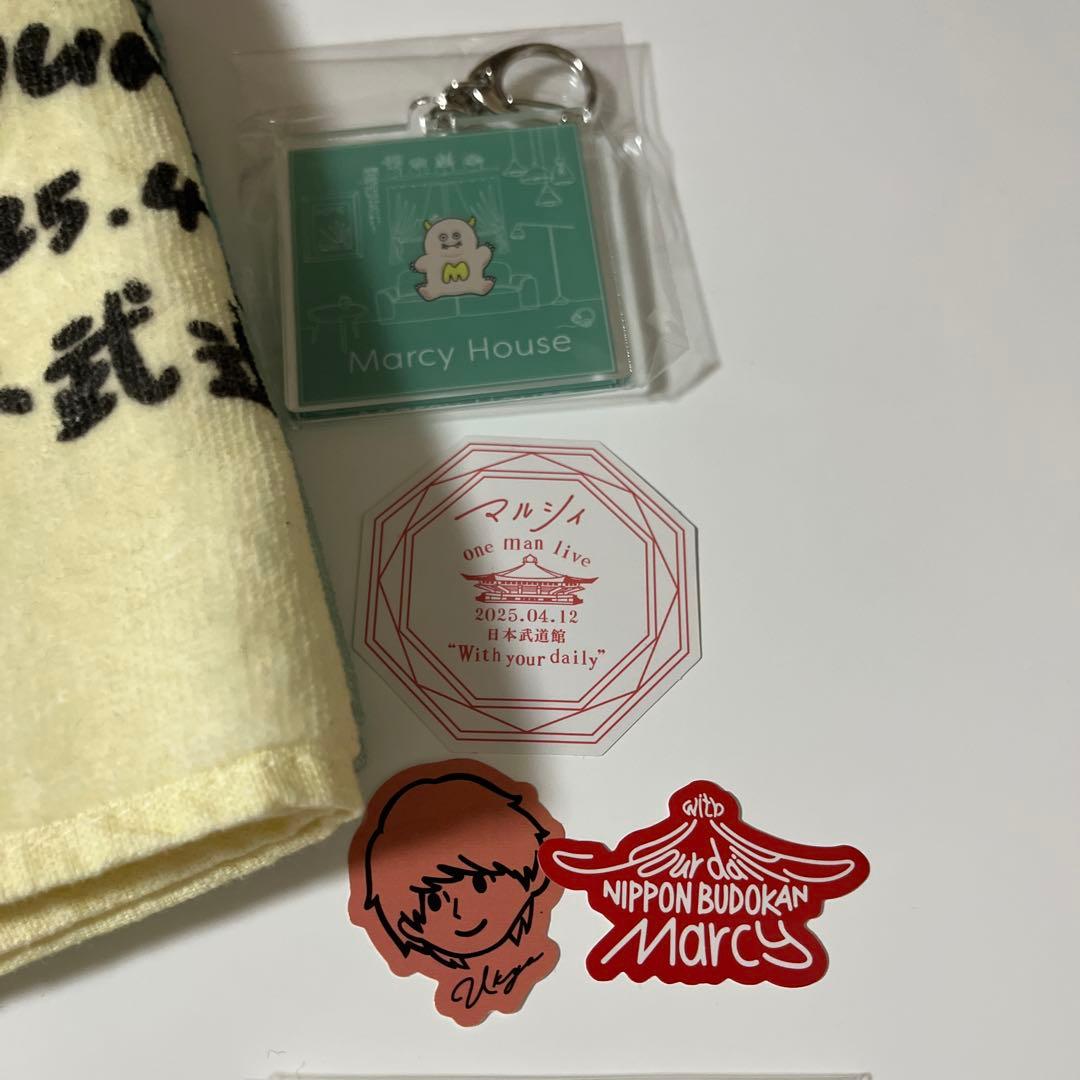 25.4
武道
Marcy House
マルシィ
one man live
2025.04.12
日本武道館
"With your daily"
Ukyo
with
your daily
NIPPON BUDOKAN
Marcy
M